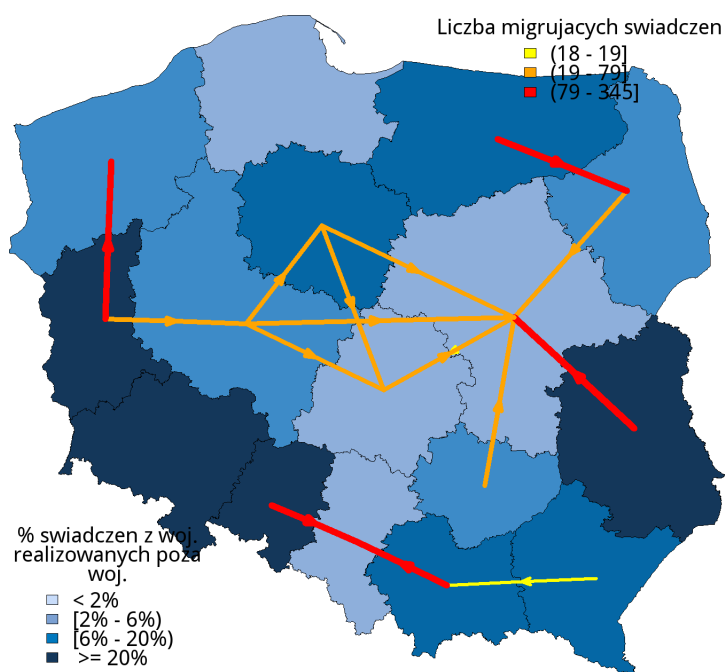 Liczba migrujacych swiadczen
(18 - 19]
(19 - 79]
(79 - 345]
% swiadczen z woj.
realizowanych poza
woj.
< 2%
[2% - 6%)
[6% - 20%)
>= 20%